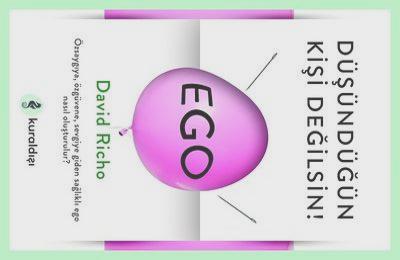 DÜŞÜNDÜĞÜN
KİŞİ DEĞİLSİN!
EGO
David Richo
Özsaygıya, özgüvene, sevgiye giden sağlıklı ego
nasıl oluşturulur?
kuraldışı